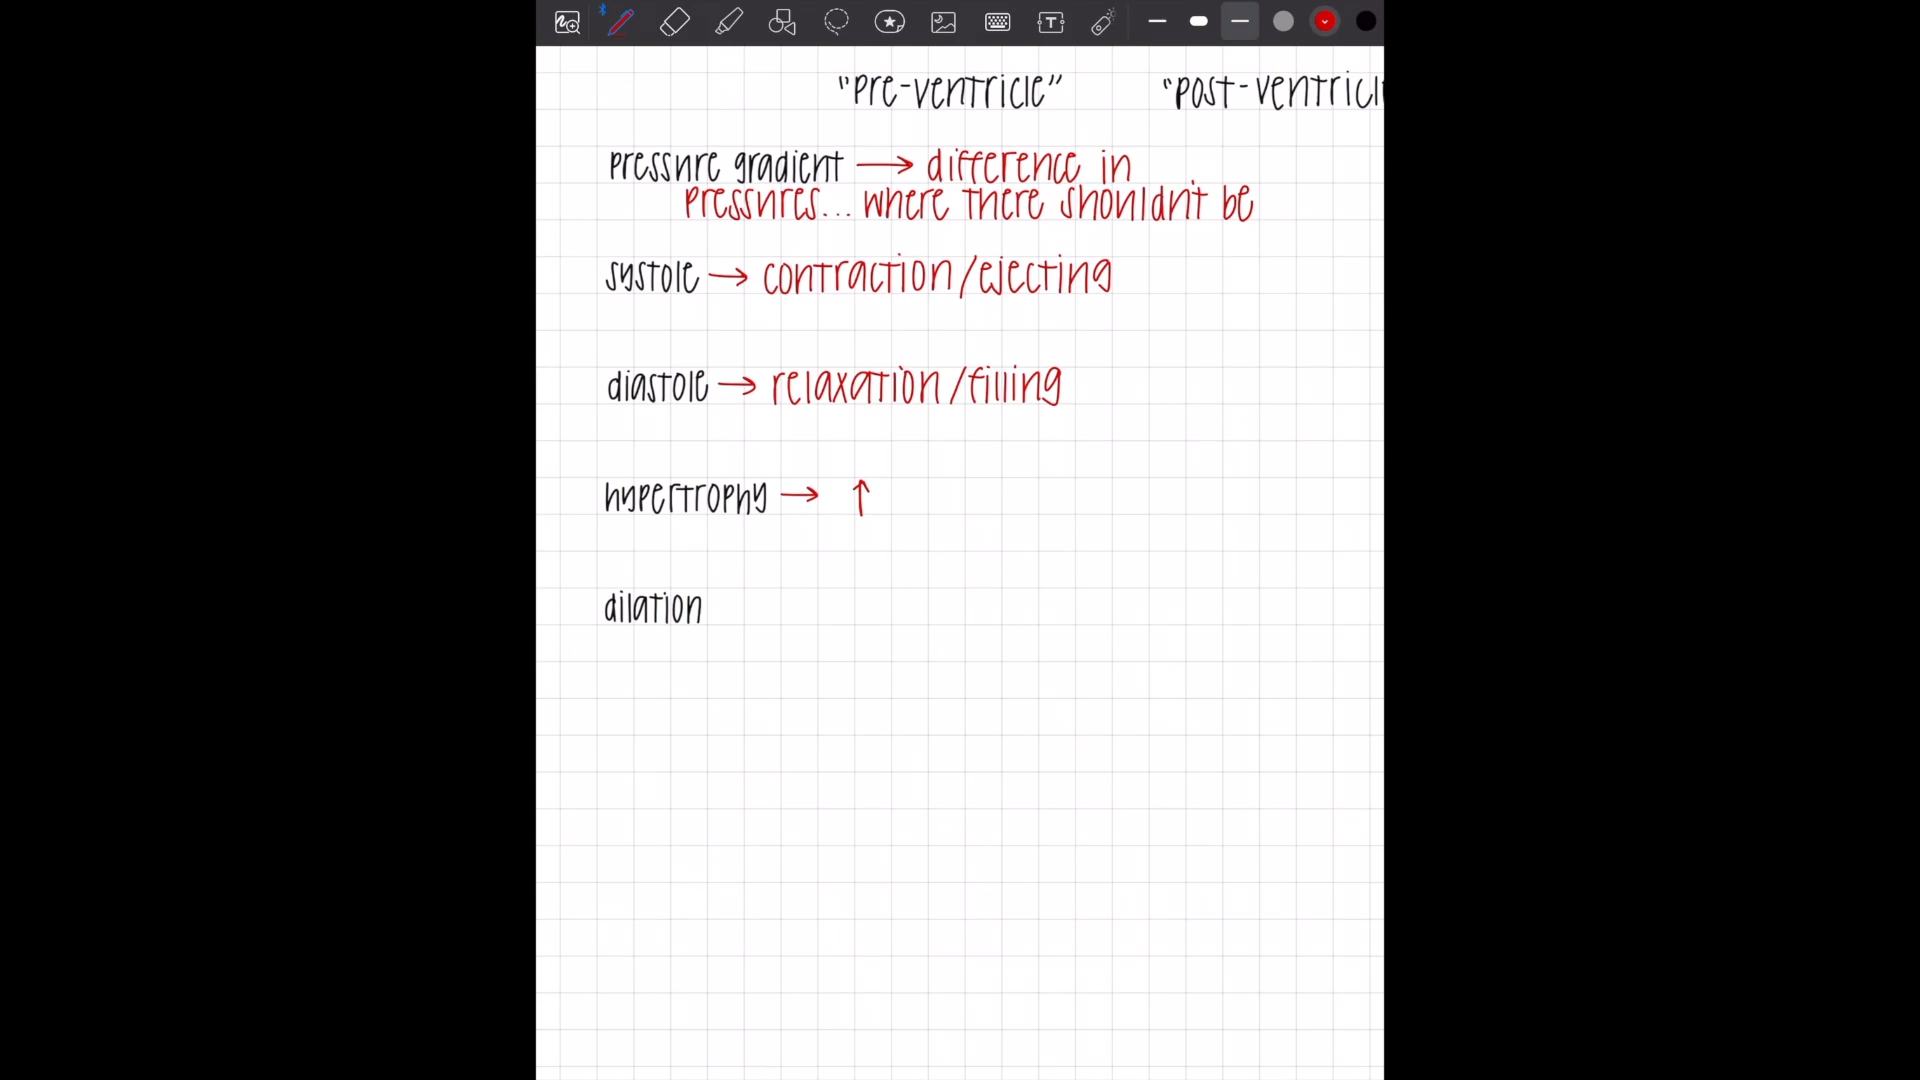 "pre-ventricle" "post-ventricl
pressure gradient → difference in
pressures... where there shouldn't be
systole → contraction/ejecting
diastole → relaxation/filling
hypertrophy → ↑
dilation